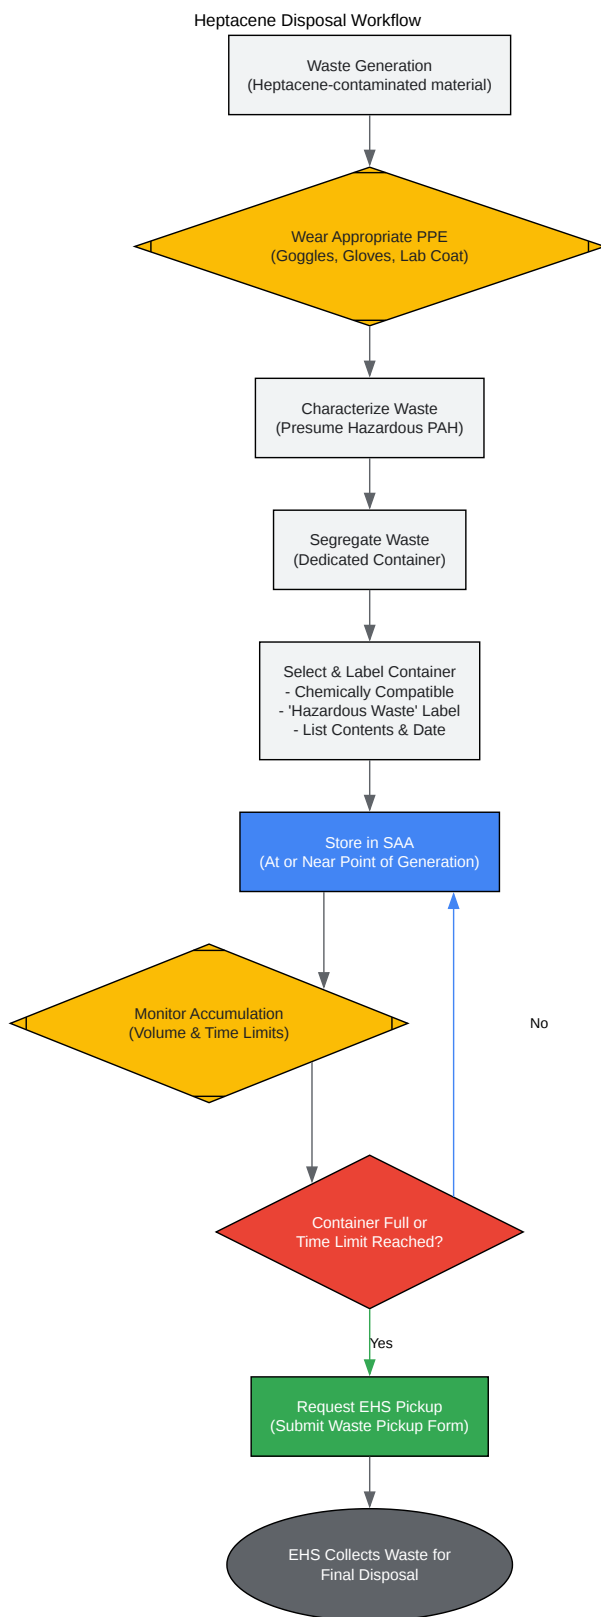 Heptacene Disposal Workflow
Waste Generation
(Heptacene-contaminated material)
Wear Appropriate PPE
(Goggles, Gloves, Lab Coat)
Characterize Waste
(Presume Hazardous PAH)
Segregate Waste
(Dedicated Container)
Select & Label Container
- Chemically Compatible
- 'Hazardous Waste' Label
- List Contents & Date
Store in SAA
(At or Near Point of Generation)
Monitor Accumulation
(Volume & Time Limits)
No
Container Full or
Time Limit Reached?
Yes
Request EHS Pickup
(Submit Waste Pickup Form)
EHS Collects Waste for
Final Disposal